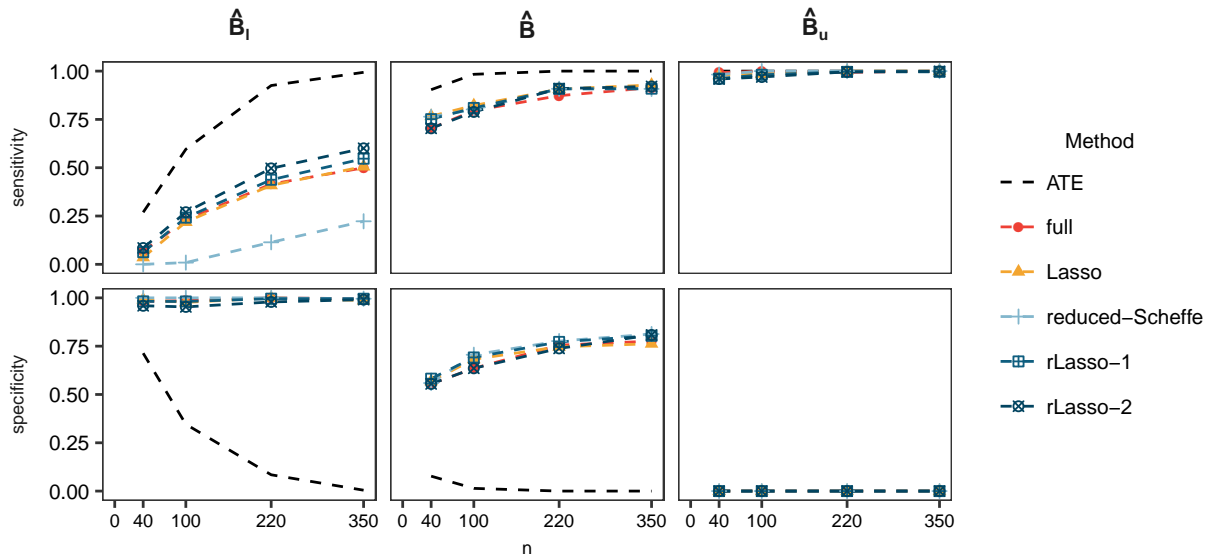 B̂ₗ B̂ B̂ᵤ
1.00
0.75
0.50
0.25
0.00
sensitivity
1.00
0.75
0.50
0.25
0.00
specificity
0 40 100 220 350 0 40 100 220 350 0 40 100 220 350
n
Method
ATE
full
Lasso
reduced−Scheffe
rLasso−1
rLasso−2